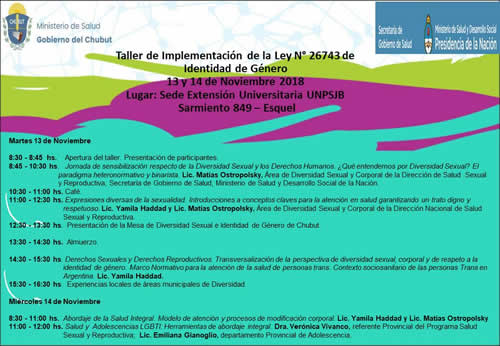 CHUBUT
Ministerio de Salud
Gobierno del Chubut
Secretaría de
Gobierno de Salud
Ministerio de Salud y Desarrollo Social
Presidencia de la Nación
Taller de Implementación de la Ley N° 26743 de
Identidad de Género
13 y 14 de Noviembre 2018
Lugar: Sede Extensión Universitaria UNPSJB
Sarmiento 849 – Esquel
Martes 13 de Noviembre
8:30 - 8:45 hs. Apertura del taller. Presentación de participantes.
8:45 - 10:30 hs. Jornada de sensibilización respecto de la Diversidad Sexual y los Derechos Humanos. ¿Qué entendemos por Diversidad Sexual? El
paradigma heteronormativo y binarista. Lic. Matías Ostropolsky, Área de Diversidad Sexual y Corporal de la Dirección de Salud Sexual
y Reproductiva, Secretaría de Gobierno de Salud, Ministerio de Salud y Desarrollo Social de la Nación.
10:30 - 11:00 hs. Café.
11:00 - 12:30 hs. Expresiones diversas de la sexualidad. Introducción a conceptos claves para la atención en salud garantizando un trato digno y
respetuoso. Lic. Yamila Haddad y Lic. Matías Ostropolsky, Área de Diversidad Sexual y Corporal de la Dirección Nacional de Salud
Sexual y Reproductiva.
12:30 - 13:30 hs. Presentación de la Mesa de Diversidad Sexual e Identidad de Género de Chubut
13:30 - 14:30 hs. Almuerzo.
14:30 - 15:30 hs. Derechos Sexuales y Derechos Reproductivos. Transversalización de la perspectiva de diversidad sexual, corporal y de respeto a la
identidad de género. Marco Normativo para la atención de la salud de personas trans. Contexto sociosanitario de las personas Trans en
Argentina. Lic. Yamila Haddad.
15:30 - 16:30 hs. Experiencias locales de áreas municipales de Diversidad
Miércoles 14 de Noviembre
8:30 - 11:00 hs. Abordaje de la Salud Integral. Modelo de atención y procesos de modificación corporal. Lic. Yamila Haddad y Lic. Matías Ostropolsky
11:00 - 12:00 hs. Salud y Adolescencias LGBTI: Herramientas de abordaje integral. Dra. Verónica Vivanco, referente Provincial del Programa Salud
Sexual y Reproductiva; Lic. Emiliana Gianoglio, departamento Provincial de Adolescencia.